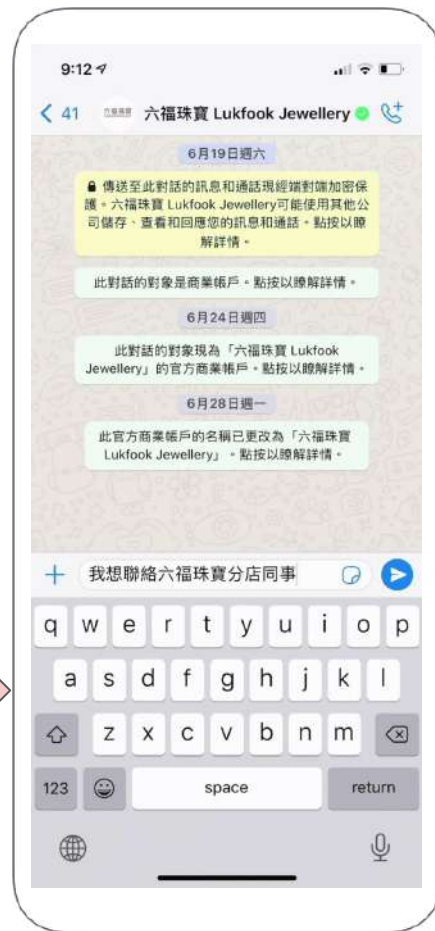 9:12
41 六福珠寶 Lukfook Jewellery
6月19日週六
傳送至此對話的訊息和通話現經端對端加密保
護。六福珠寶 Lukfook Jewellery可能使用其他公
司儲存、查看和回應您的訊息和通話。點按以瞭
解詳情。
此對話的對象是商業帳戶。點按以瞭解詳情。
6月24日週四
此對話的對象現為「六福珠寶 Lukfook
Jewellery」的官方商業帳戶。點按以瞭解詳情。
6月28日週一
此官方商業帳戶的名稱已更改為「六福珠寶
Lukfook Jewellery」。點按以瞭解詳情。
我想聯絡六福珠寶分店同事
q w e r t y u i o p
a s d f g h j k l
z x c v b n m
123 space return